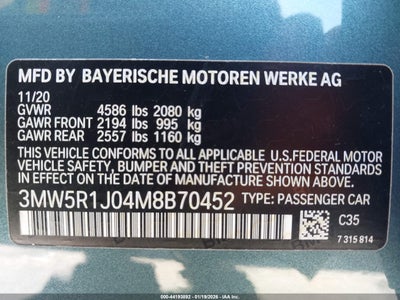 MFD BY BAYERISCHE MOTOREN WERKE AG
11/20
GVWR 4586 lbs 2080 kg
GAWR FRONT 2194 lbs 995 kg
GAWR REAR 2557 lbs 1160 kg
THIS VEHICLE CONFORMS TO ALL APPLICABLE
U.S.FEDERAL MOTOR
VEHICLE SAFETY, BUMPER, AND THEFT PREVENTION
STANDARDS IN EFFECT ON
THE DATE OF MANUFACTURE SHOWN ABOVE.
3MW5R1J04M8B70452 TYPE: PASSENGER CAR
C35
7 315 814